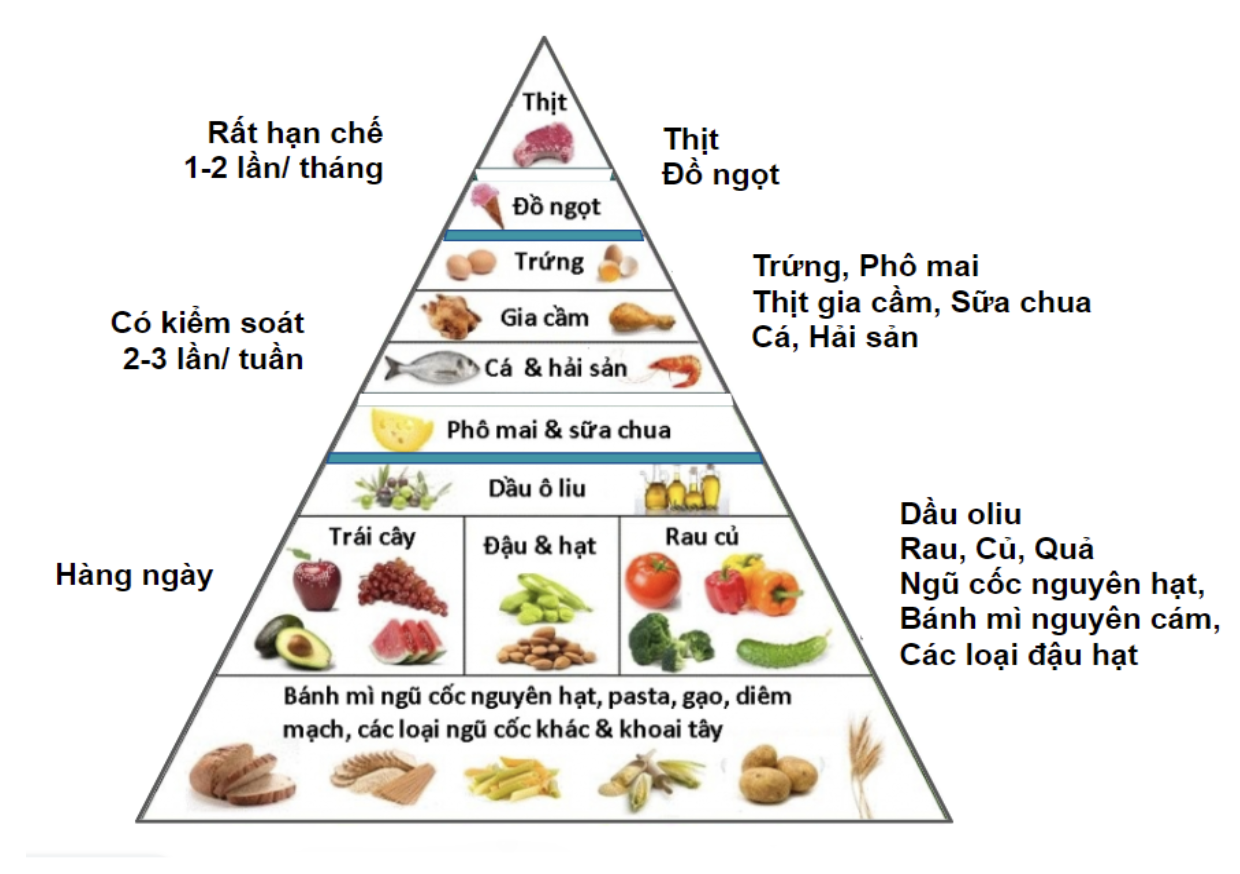 Thịt
Rất hạn chế
1-2 lần/ tháng
Thịt
Đồ ngọt
Đồ ngọt
Trứng
Trứng, Phô mai
Thịt gia cầm, Sữa chua
Cá, Hải sản
Gia cầm
Có kiểm soát
2-3 lần/ tuần
Cá & hải sản
Phô mai & sữa chua
Dầu ô liu
Dầu oliu
Rau, Củ, Quả
Ngũ cốc nguyên hạt,
Bánh mì nguyên cám,
Các loại đậu hạt
Trái cây
Đậu & hạt
Rau củ
Hàng ngày
Bánh mì ngũ cốc nguyên hạt, pasta, gạo, diêm
mạch, các loại ngũ cốc khác & khoai tây